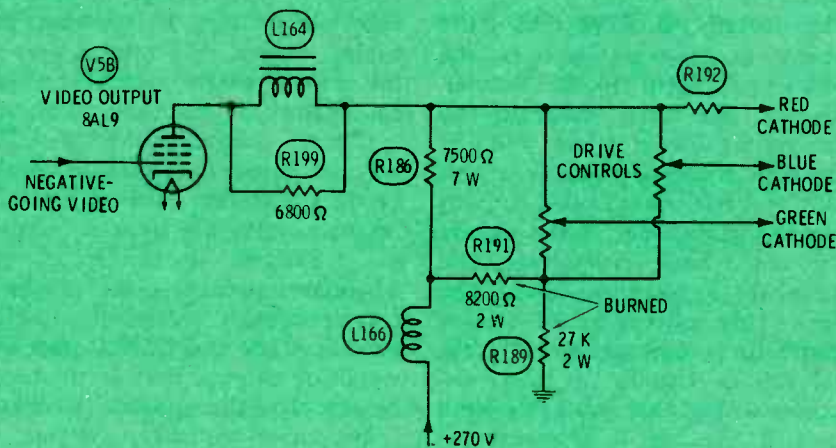 L164
V5B
VIDEO OUTPUT
8AL9
R192
RED
CATHODE
R199
6800 Ω
R186
7500 Ω
7 W
DRIVE
CONTROLS
BLUE
CATHODE
NEGATIVE-
GOING VIDEO
GREEN
CATHODE
R191
8200 Ω
2 W
BURNED
L166
R189
27 K
2 W
+270 V